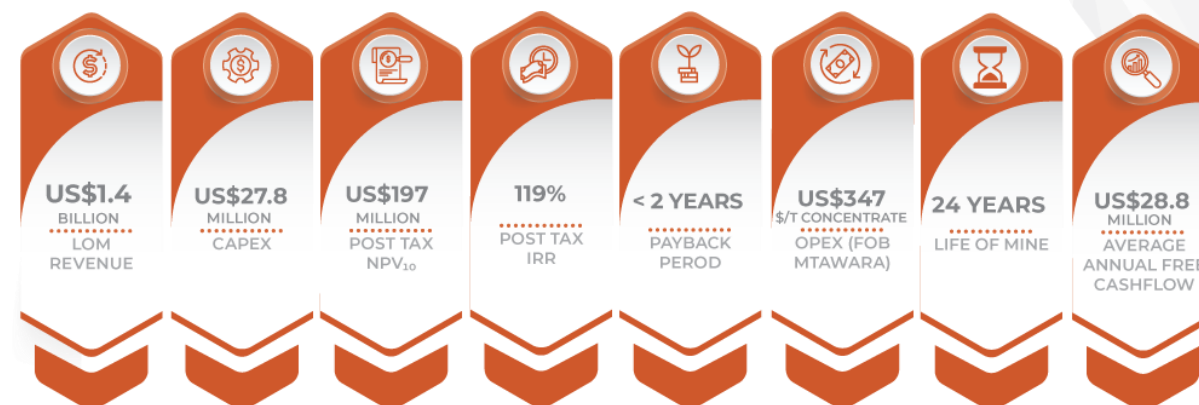 US$1.4
BILLION
LOM
REVENUE
US$27.8
MILLION
CAPEX
US$197
MILLION
POST TAX
NPV₁₀
119%
POST TAX
IRR
< 2 YEARS
PAYBACK
PEROD
US$347
$/T CONCENTRATE
OPEX (FOB
MTAWARA)
24 YEARS
LIFE OF MINE
US$28.8
MILLION
AVERAGE
ANNUAL FREE
CASHFLOW